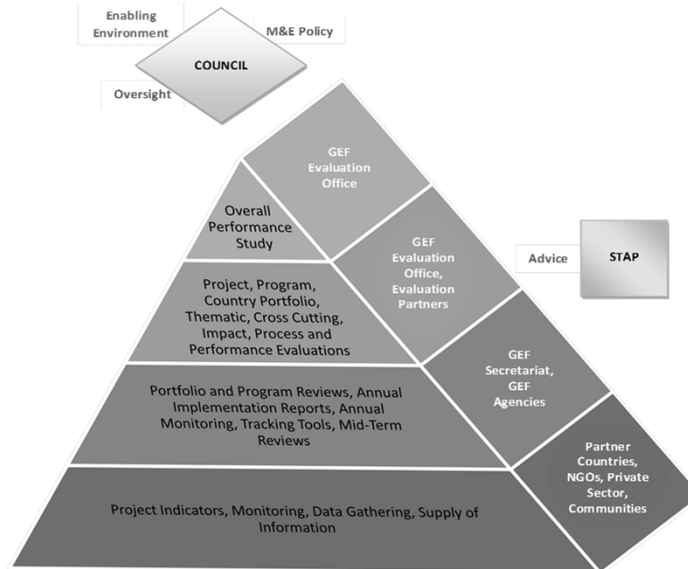 Enabling
Environment
M&E Policy
COUNCIL
Oversight
GEF
Evaluation
Office
Overall
Performance
Study
GEF
Evaluation
Office,
Evaluation
Partners
Advice
STAP
Project, Program,
Country Portfolio,
Thematic, Cross Cutting,
Impact, Process and
Performance Evaluations
GEF
Secretariat,
GEF
Agencies
Portfolio and Program Reviews, Annual
Implementation Reports, Annual
Monitoring, Tracking Tools, Mid-Term
Reviews
Partner
Countries,
NGOs, Private
Sector,
Communities
Project Indicators, Monitoring, Data Gathering, Supply of
Information